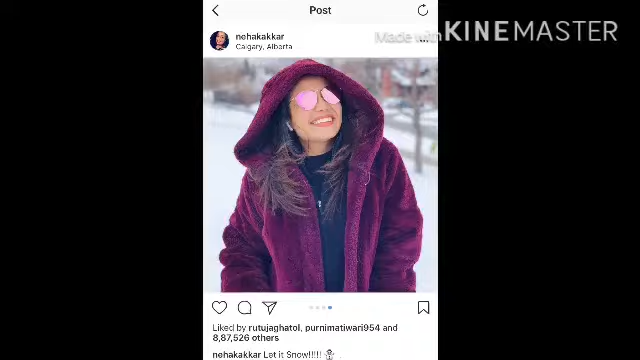 Post
nehakakkar
Calgary, Alberta
Made with KINEMASTER
Liked by rutujaghatol, purnimatiwari954 and
8,87,526 others
nehakakkar Let it Snow!!!!! ☃